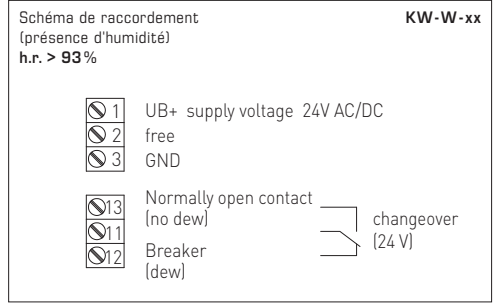 Schéma de raccordement KW-W-xx
(présence d'humidité)
h.r. > 93%
1 UB+ supply voltage 24V AC/DC
2 free
3 GND
13 Normally open contact
(no dew)
11
12 Breaker
(dew)
changeover
(24 V)